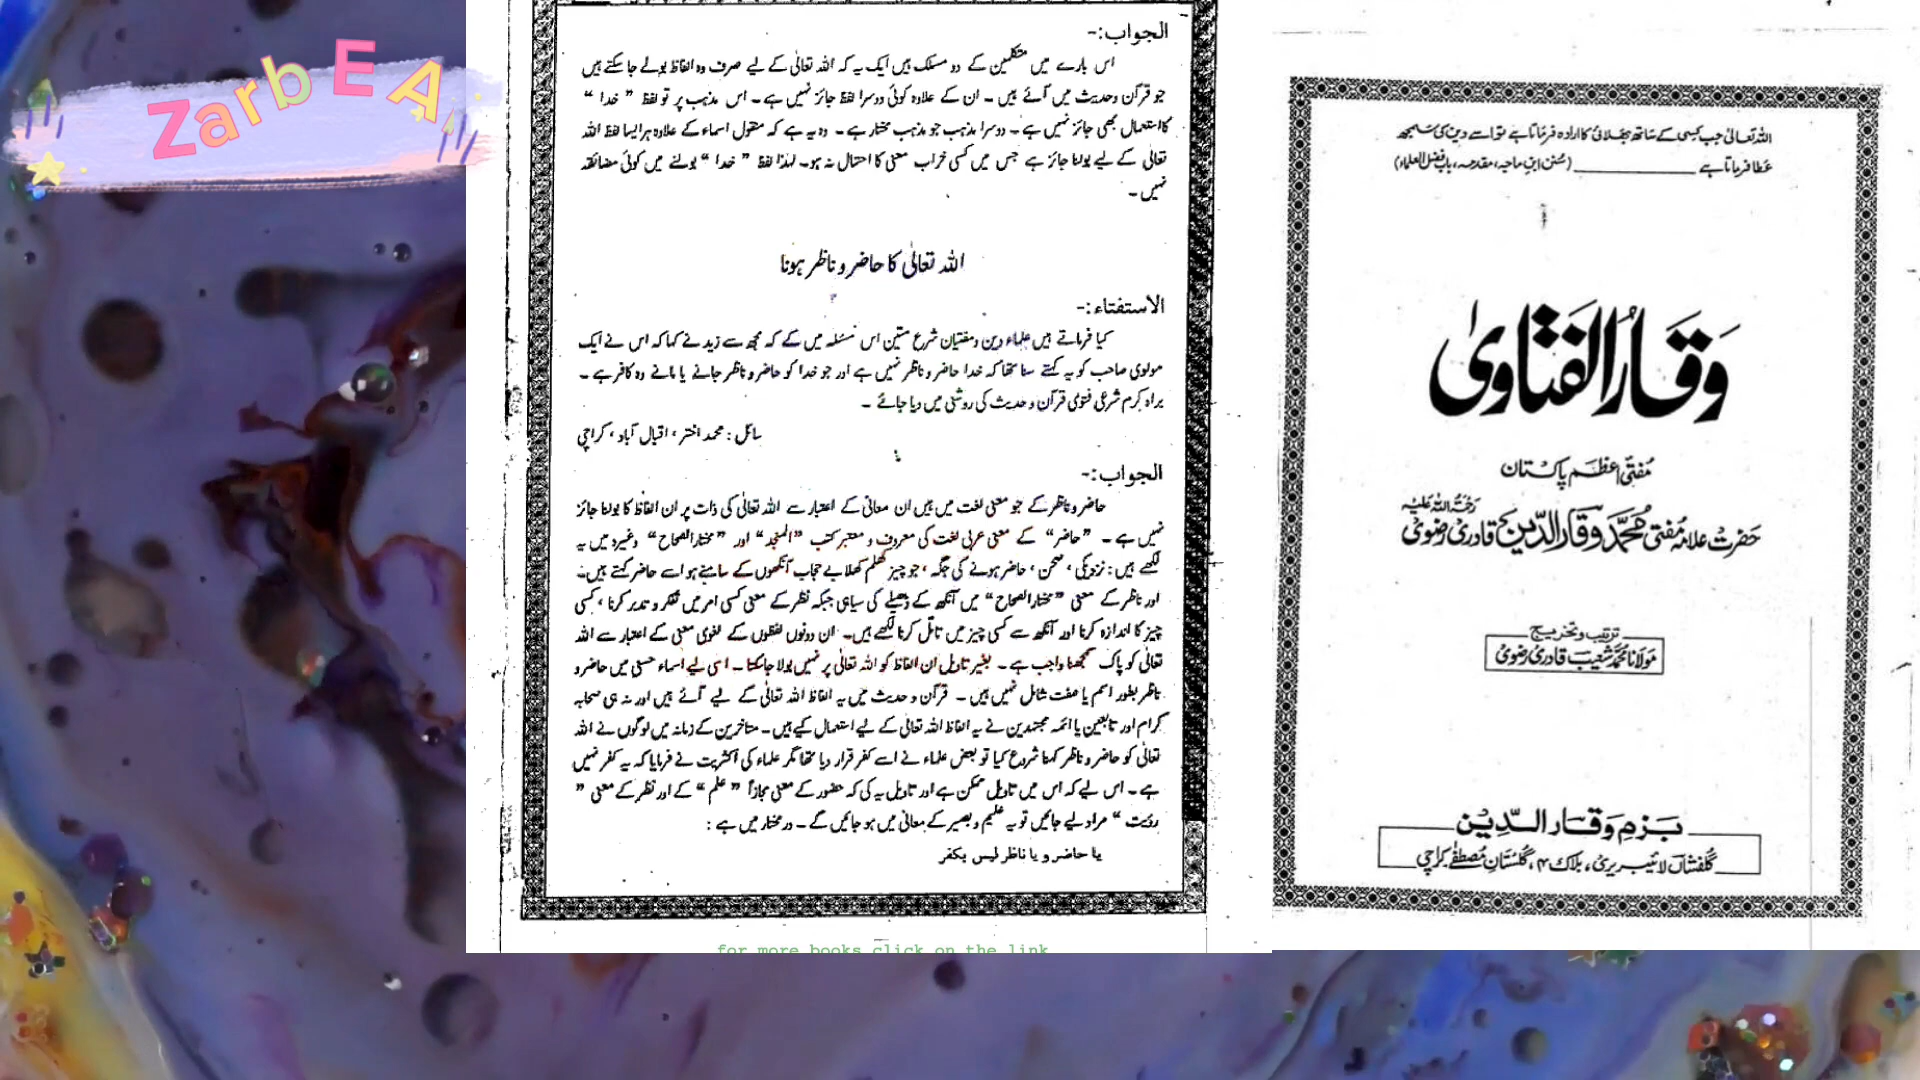 ZarbEA
الجواب:-
اس بارے میں متکلمین کے دو مسلک ہیں ایک یہ کہ اللہ تعالٰی کے لیے صرف وہ الفاظ بولے جا سکتے ہیں
جو قرآن وحدیث میں آئے ہیں ۔ ان کے علاوہ کوئی دوسرا لفظ جائز نہیں ہے ۔ اس مذہب پر تو لفظ " خدا "
کا استعمال بھی جائز نہیں ہے ۔ دوسرا مذہب جو مذہب مختار ہے ۔ وہ یہ ہے کہ منقول اسماء کے علاوہ ہر ایسا لفظ اللہ
تعالٰی کے لیے بولنا جائز ہے جس میں کسی خراب معنی کا احتمال نہ ہو۔ لہٰذا لفظ " خدا " بولنے میں کوئی مضائقہ
نہیں ۔
اللہ تعالٰی کا حاضر و ناظر ہونا
الاستفتاء:-
کیا فرماتے ہیں علماء دین و مفتیان شرع متین اس مسئلہ میں کے کہ مجھ سے زید نے کہا کہ اس نے ایک
مولوی صاحب کو یہ کہتے سنا تھا کہ خدا حاضر و ناظر نہیں ہے اور جو خدا کو حاضر و ناظر جانے یا مانے وہ کافر ہے ۔
براہ کرم شرعی فتوی قرآن و حدیث کی روشنی میں دیا جائے ۔
سائل : محمد اختر ، اقبال آباد ، کراچی
الجواب:-
حاضر و ناظر کے جو معنی لغت میں ہیں ان معانی کے اعتبار سے اللہ تعالٰی کی ذات پر ان الفاظ کا بولنا جائز
نہیں ہے ۔ "حاضر" کے معنی عربی لغت کی معروف و معتبر کتب "المنجد" اور "مختار الصحاح" وغیرہ میں یہ
لکھے ہیں : نزدیکی ، صحن ، حاضر ہونے کی جگہ ، جو چیز کھلم کھلا بے حجاب آنکھوں کے سامنے ہو اسے حاضر کہتے ہیں۔
اور ناظر کے معنی "مختار الصحاح" میں آنکھ کے ڈھیلے کی سیاہی جبکہ نظر کے معنی کسی امر میں تفکر و تدبر کرنا ، کسی
چیز کا اندازہ کرنا اور آنکھ سے کسی چیز میں تامل کرنا لکھے ہیں۔ ان دونوں لفظوں کے لغوی معنی کے اعتبار سے اللہ
تعالٰی کو پاک سمجھنا واجب ہے ۔ بغیر تاویل ان الفاظ کو اللہ تعالٰی پر نہیں بولا جاسکتا ۔ اسی لیے اسماء حسنیٰ میں حاضر و
ناظر بطور اسم یا صفت شامل نہیں ہیں ۔ قرآن و حدیث میں یہ الفاظ اللہ تعالٰی کے لیے آئے ہیں اور نہ ہی صحابہ
کرام اور تابعین یا ائمہ مجتہدین نے یہ الفاظ اللہ تعالٰی کے لیے استعمال کیے ہیں ۔ متاخرین کے زمانہ میں لوگوں نے اللہ
تعالٰی کو حاضر و ناظر کہنا شروع کیا تو بعض علماء نے اسے کفر قرار دیا تھا مگر علماء کی اکثریت نے فرمایا کہ یہ کفر نہیں
ہے ۔ اس لیے کہ اس میں تاویل ممکن ہے اور تاویل یہ کی کہ حضور کے معنی مجازاً " علم " کے اور نظر کے معنی "
رؤیت " مراد لیے جائیں تو یہ علیم و بصیر کے معانی میں ہو جائیں گے ۔ در مختار میں ہے :
یا حاضر و یا ناظر لیس بکفر
for more books click on the link
اللہ تعالٰی جب کسی کے ساتھ بھلائی کا ارادہ فرماتا ہے تو اسے دین کی سمجھ
عطا فرماتا ہے ـــــــ (سنن ابنِ ماجہ، مقدمہ، باب فضل العلماء)
وقار الفتاوی
مفتی اعظم پاکستان
حضرت علامہ مفتی محمد وقار الدین قادری رضوی رحمۃ اللہ علیہ
ترتیب و تخریج
مولانا محمد شعیب قادری رضوی
بزم وقار الدین
گلفشاں لائبریری ، بلاک ۴ ، گلستان مصطفٰے کراچی